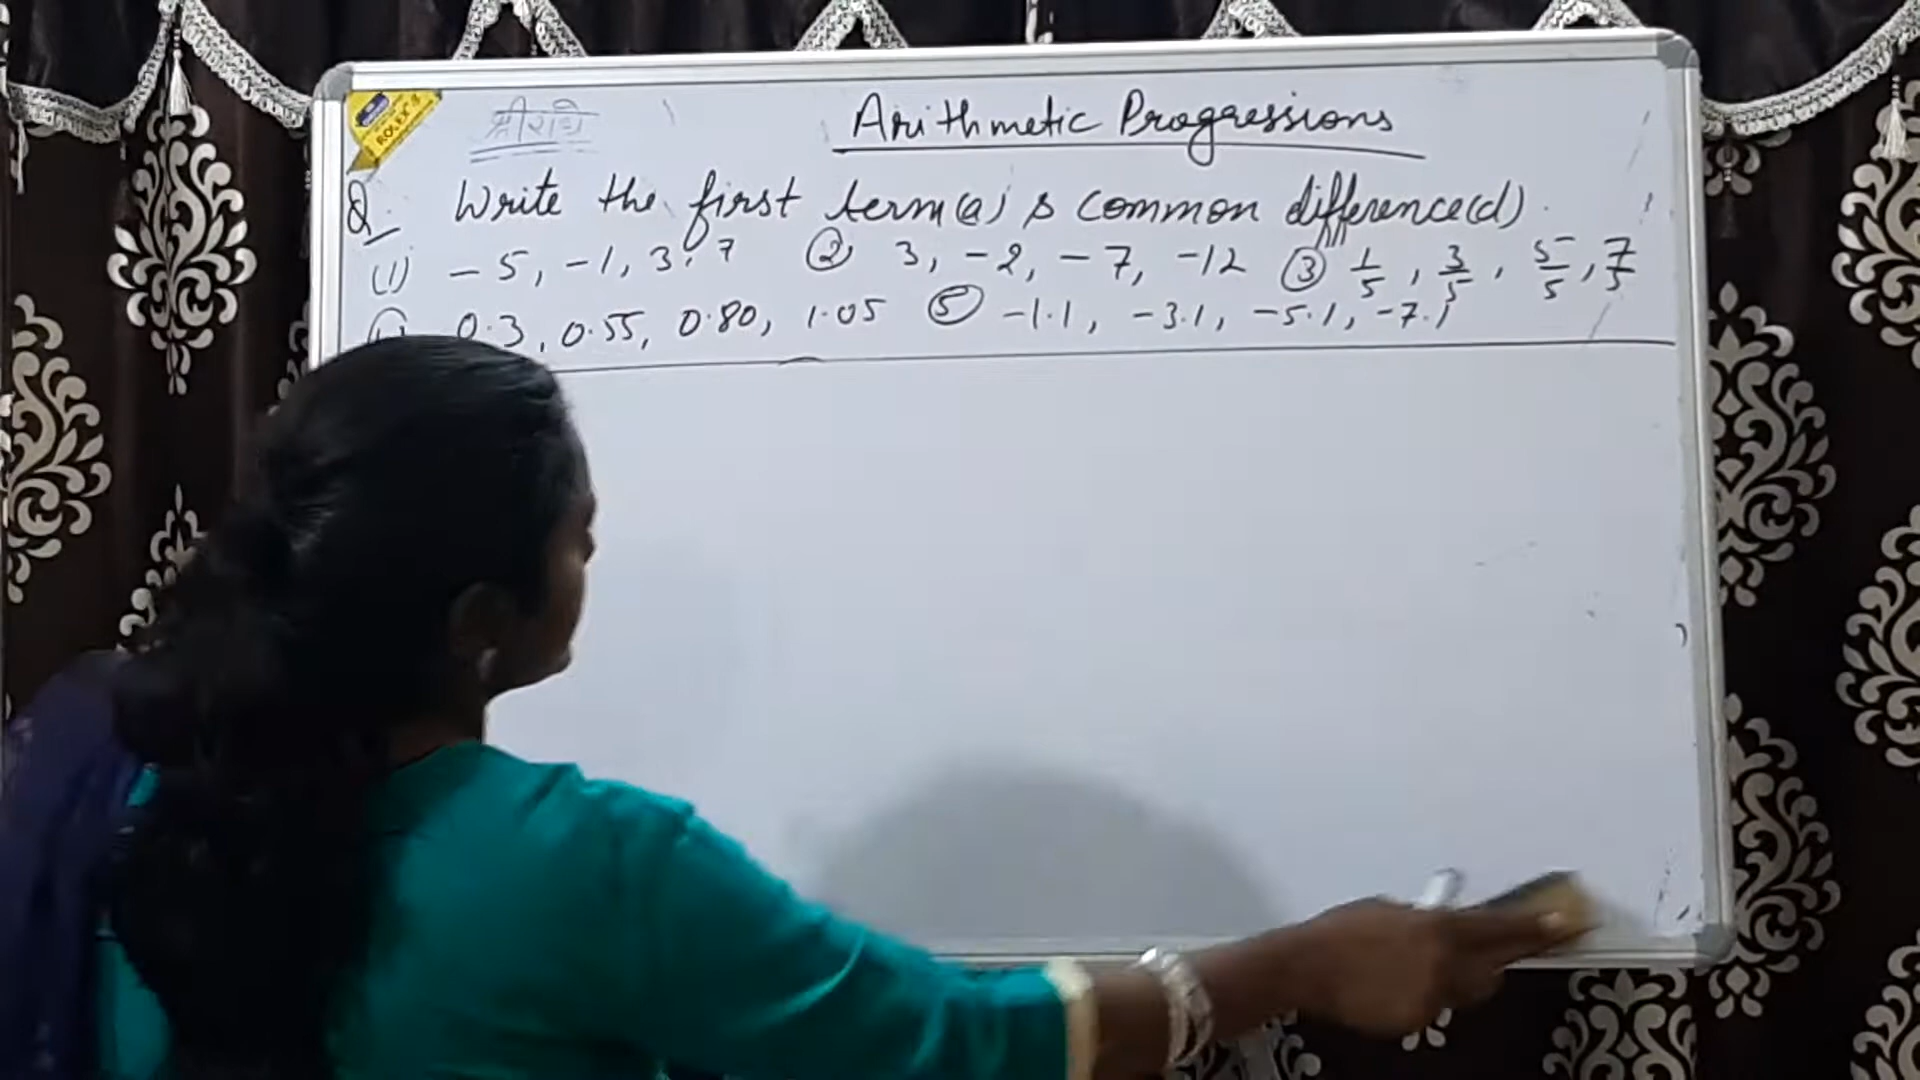 ROLEX
श्री राधे
Arithmetic Progressions
Q. Write the first term(a) & common difference(d).
(1) -5, -1, 3, 7 ② 3, -2, -7, -12 ③ 1/5, 3/5, 5/5, 7/5
0.3, 0.55, 0.80, 1.05 ⑤ -1.1, -3.1, -5.1, -7.1